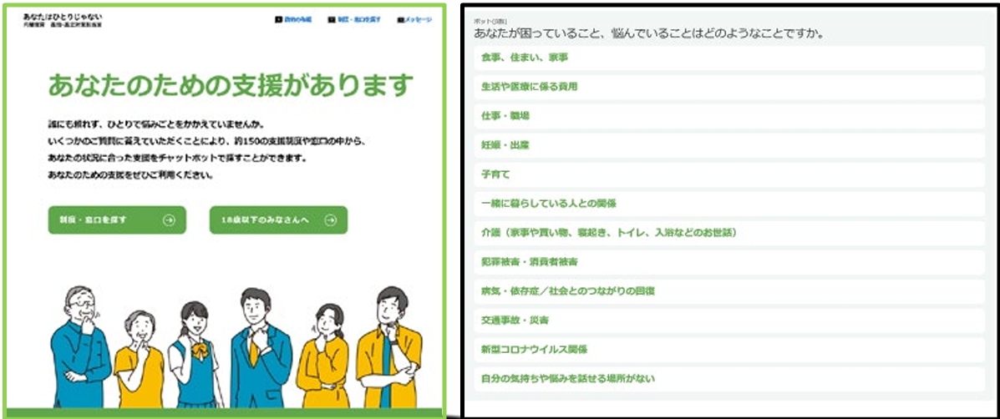 あなたはひとりじゃない
内閣官房 孤独・孤立対策担当室
制度・窓口を探す
メッセージ
あなたのための支援があります
誰にも頼れず、ひとりで悩みごとをかかえていませんか。
いくつかのご質問に答えていただくことにより、約150の支援制度や窓口の中から、
あなたの状況に合った支援をチャットボットで探すことができます。
あなたのための支援をぜひご利用ください。
制度・窓口を探す
18歳以下のみなさんへ
あなたが困っていること、悩んでいることはどのようなことですか。
食事、住まい、家事
生活や医療に係る費用
仕事・職場
妊娠・出産
子育て
一緒に暮らしている人との関係
介護（家事や買い物、寝起き、トイレ、入浴などのお世話）
犯罪被害・消費者被害
病気・依存症／社会とのつながりの回復
交通事故・災害
新型コロナウイルス関係
自分の気持ちや悩みを話せる場所がない